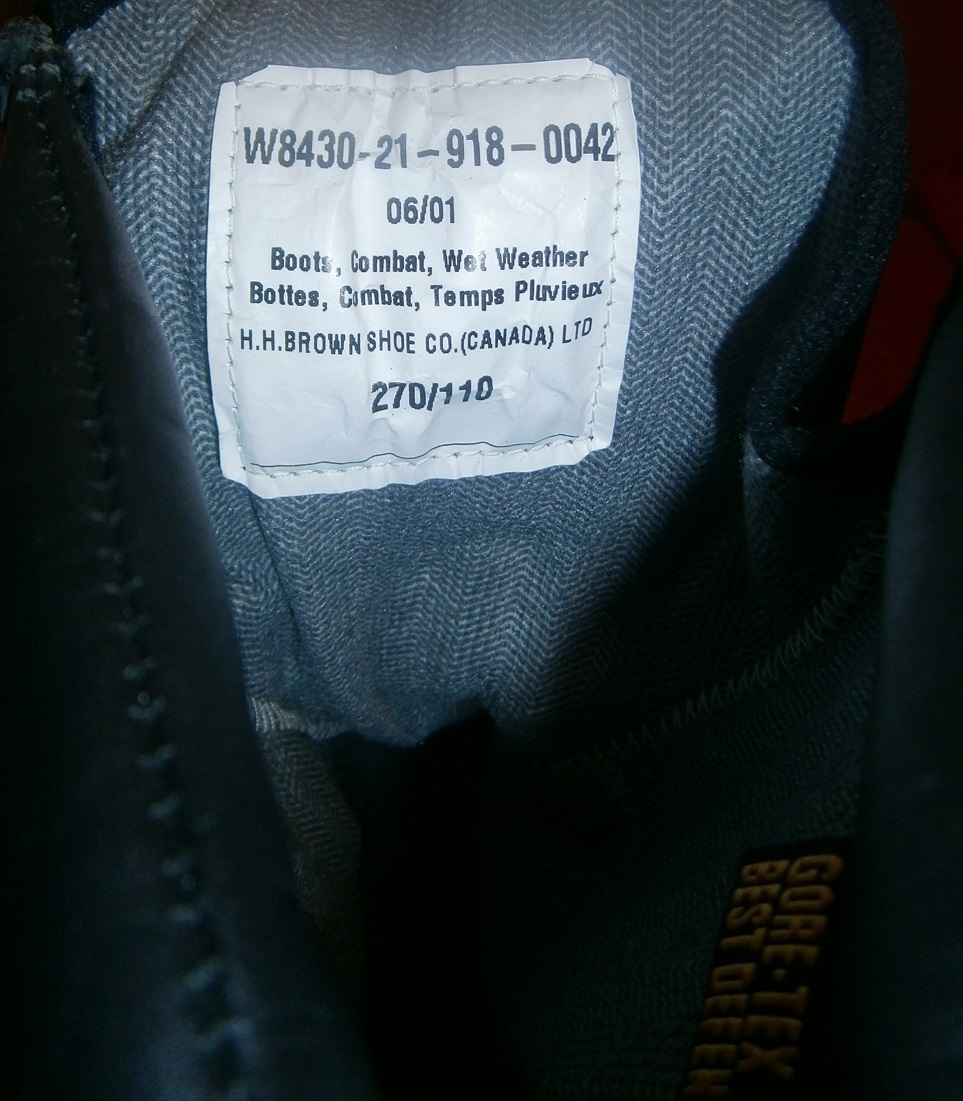 W8430-21-918-0042
06/01
Boots, Combat, Wet Weather
Bottes, Combat, Temps Pluvieux
H.H.BROWN SHOE CO.(CANADA) LTD
270/110
GORE-TEX
BEST